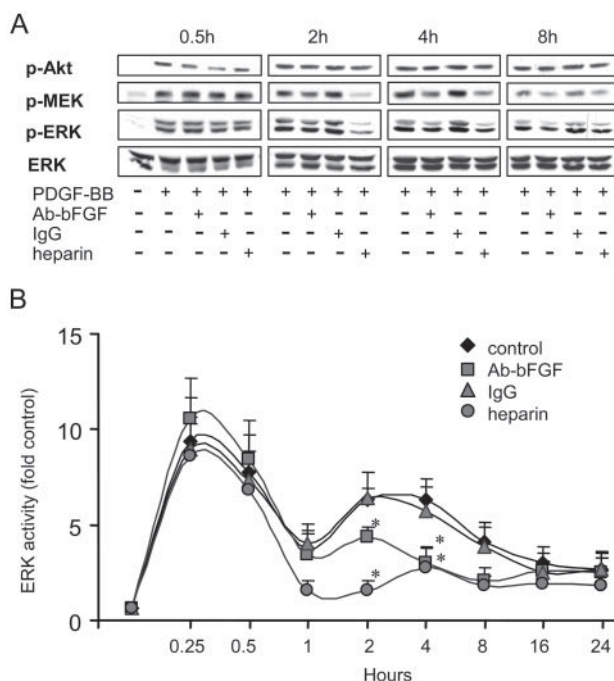 A
0.5h 2h 4h 8h
p-Akt
p-MEK
p-ERK
ERK
PDGF-BB - + + + + + + + + + + + + + + + +
Ab-bFGF - - + - - - + - - - + - - - + - -
IgG - - - + - - - + - - - + - - - + -
heparin - - - - + - - - + - - - + - - - +
B
15
10
5
0
ERK activity (fold control)
control
Ab-bFGF
IgG
heparin
*
*
*
*
0.25 0.5 1 2 4 8 16 24
Hours